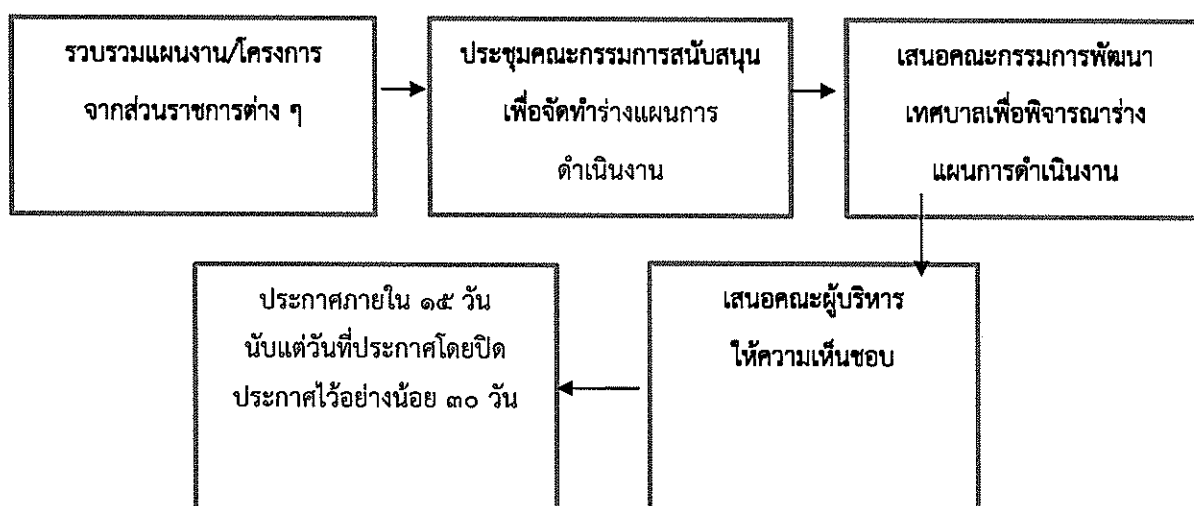 รวบรวมแผนงาน/โครงการ
จากส่วนราชการต่าง ๆ
ประชุมคณะกรรมการสนับสนุน
เพื่อจัดทำร่างแผนการ
ดำเนินงาน
เสนอคณะกรรมการพัฒนา
เทศบาลเพื่อพิจารณาร่าง
แผนการดำเนินงาน
เสนอคณะผู้บริหาร
ให้ความเห็นชอบ
ประกาศภายใน ๑๕ วัน
นับแต่วันที่ประกาศโดยปิด
ประกาศไว้อย่างน้อย ๓๐ วัน